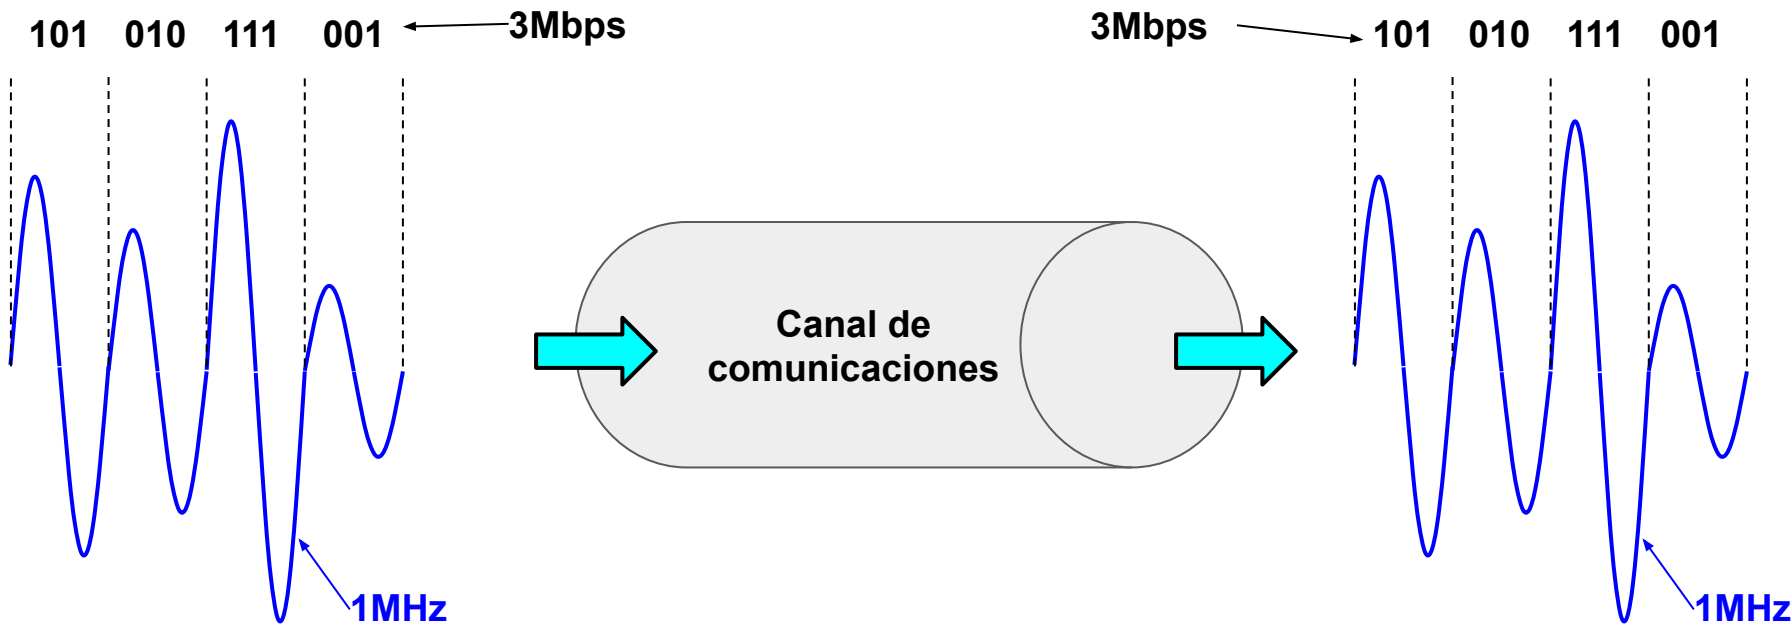 101 010 111 001
3Mbps
3Mbps
101 010 111 001
Canal de
comunicaciones
1MHz
1MHz